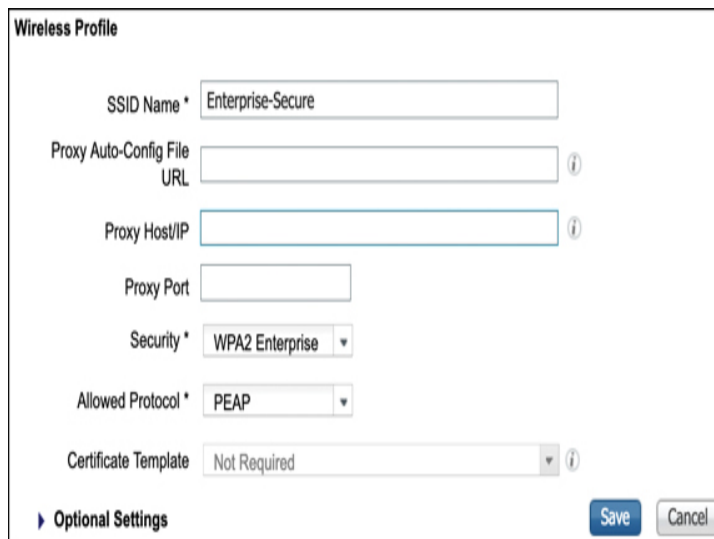 Wireless Profile
SSID Name *
Enterprise-Secure
Proxy Auto-Config File
URL
Proxy Host/IP
Proxy Port
Security *
WPA2 Enterprise
Allowed Protocol *
PEAP
Certificate Template
Not Required
Optional Settings
Save
Cancel